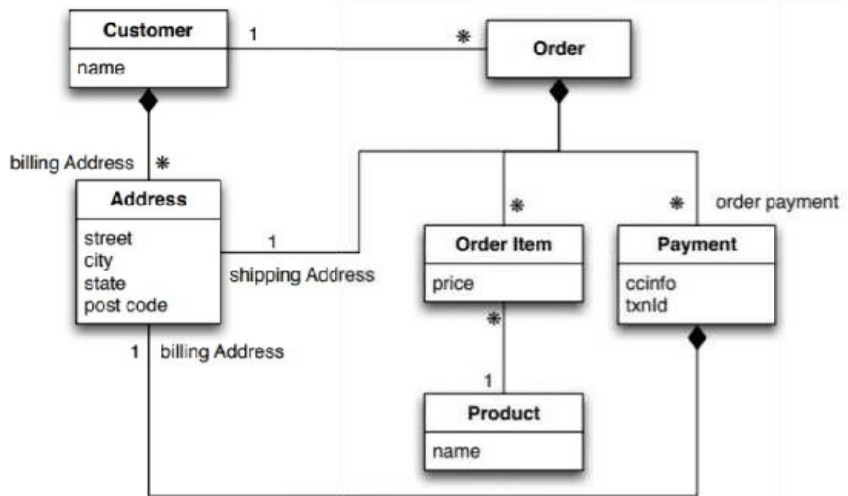 Customer
name
1
*
Order
billing Address
*
Address
street
city
state
post code
1
shipping Address
*
Order Item
price
*
order payment
Payment
ccinfo
txnId
*
1
Product
name
1
billing Address